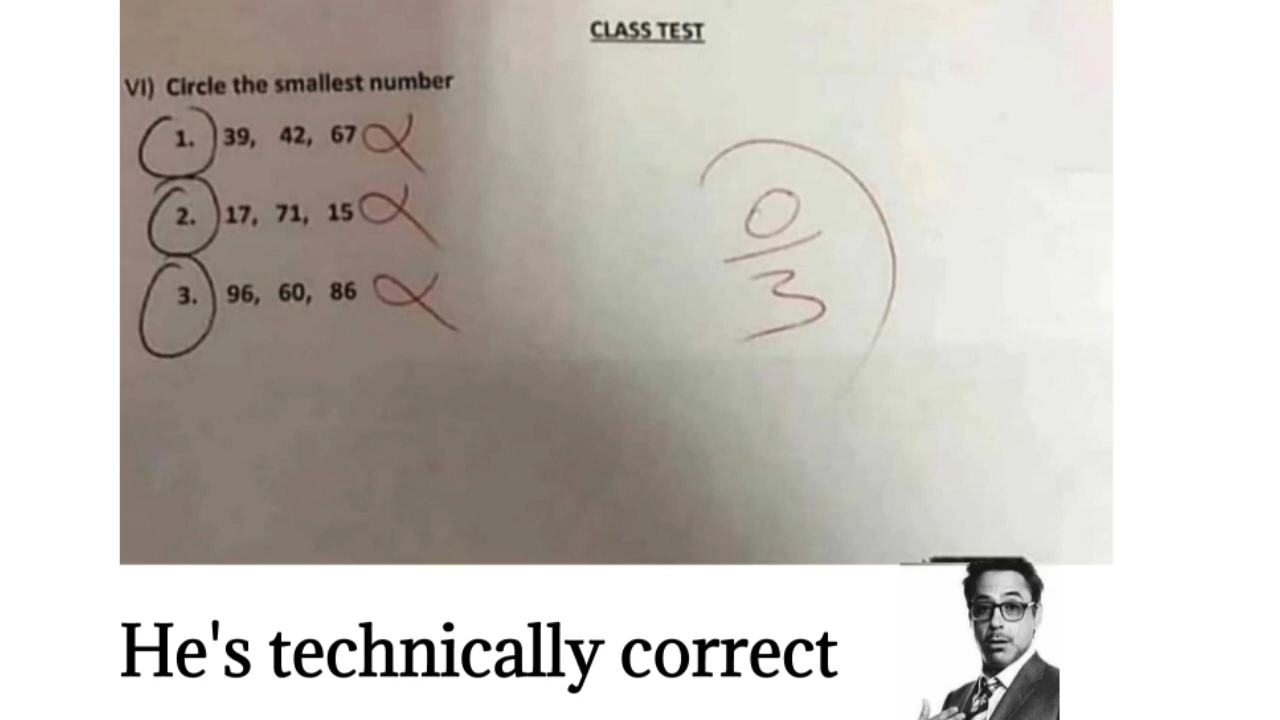 CLASS TEST
VI) Circle the smallest number
1. 39, 42, 67
2. 17, 71, 15
3. 96, 60, 86
0/3
He's technically correct